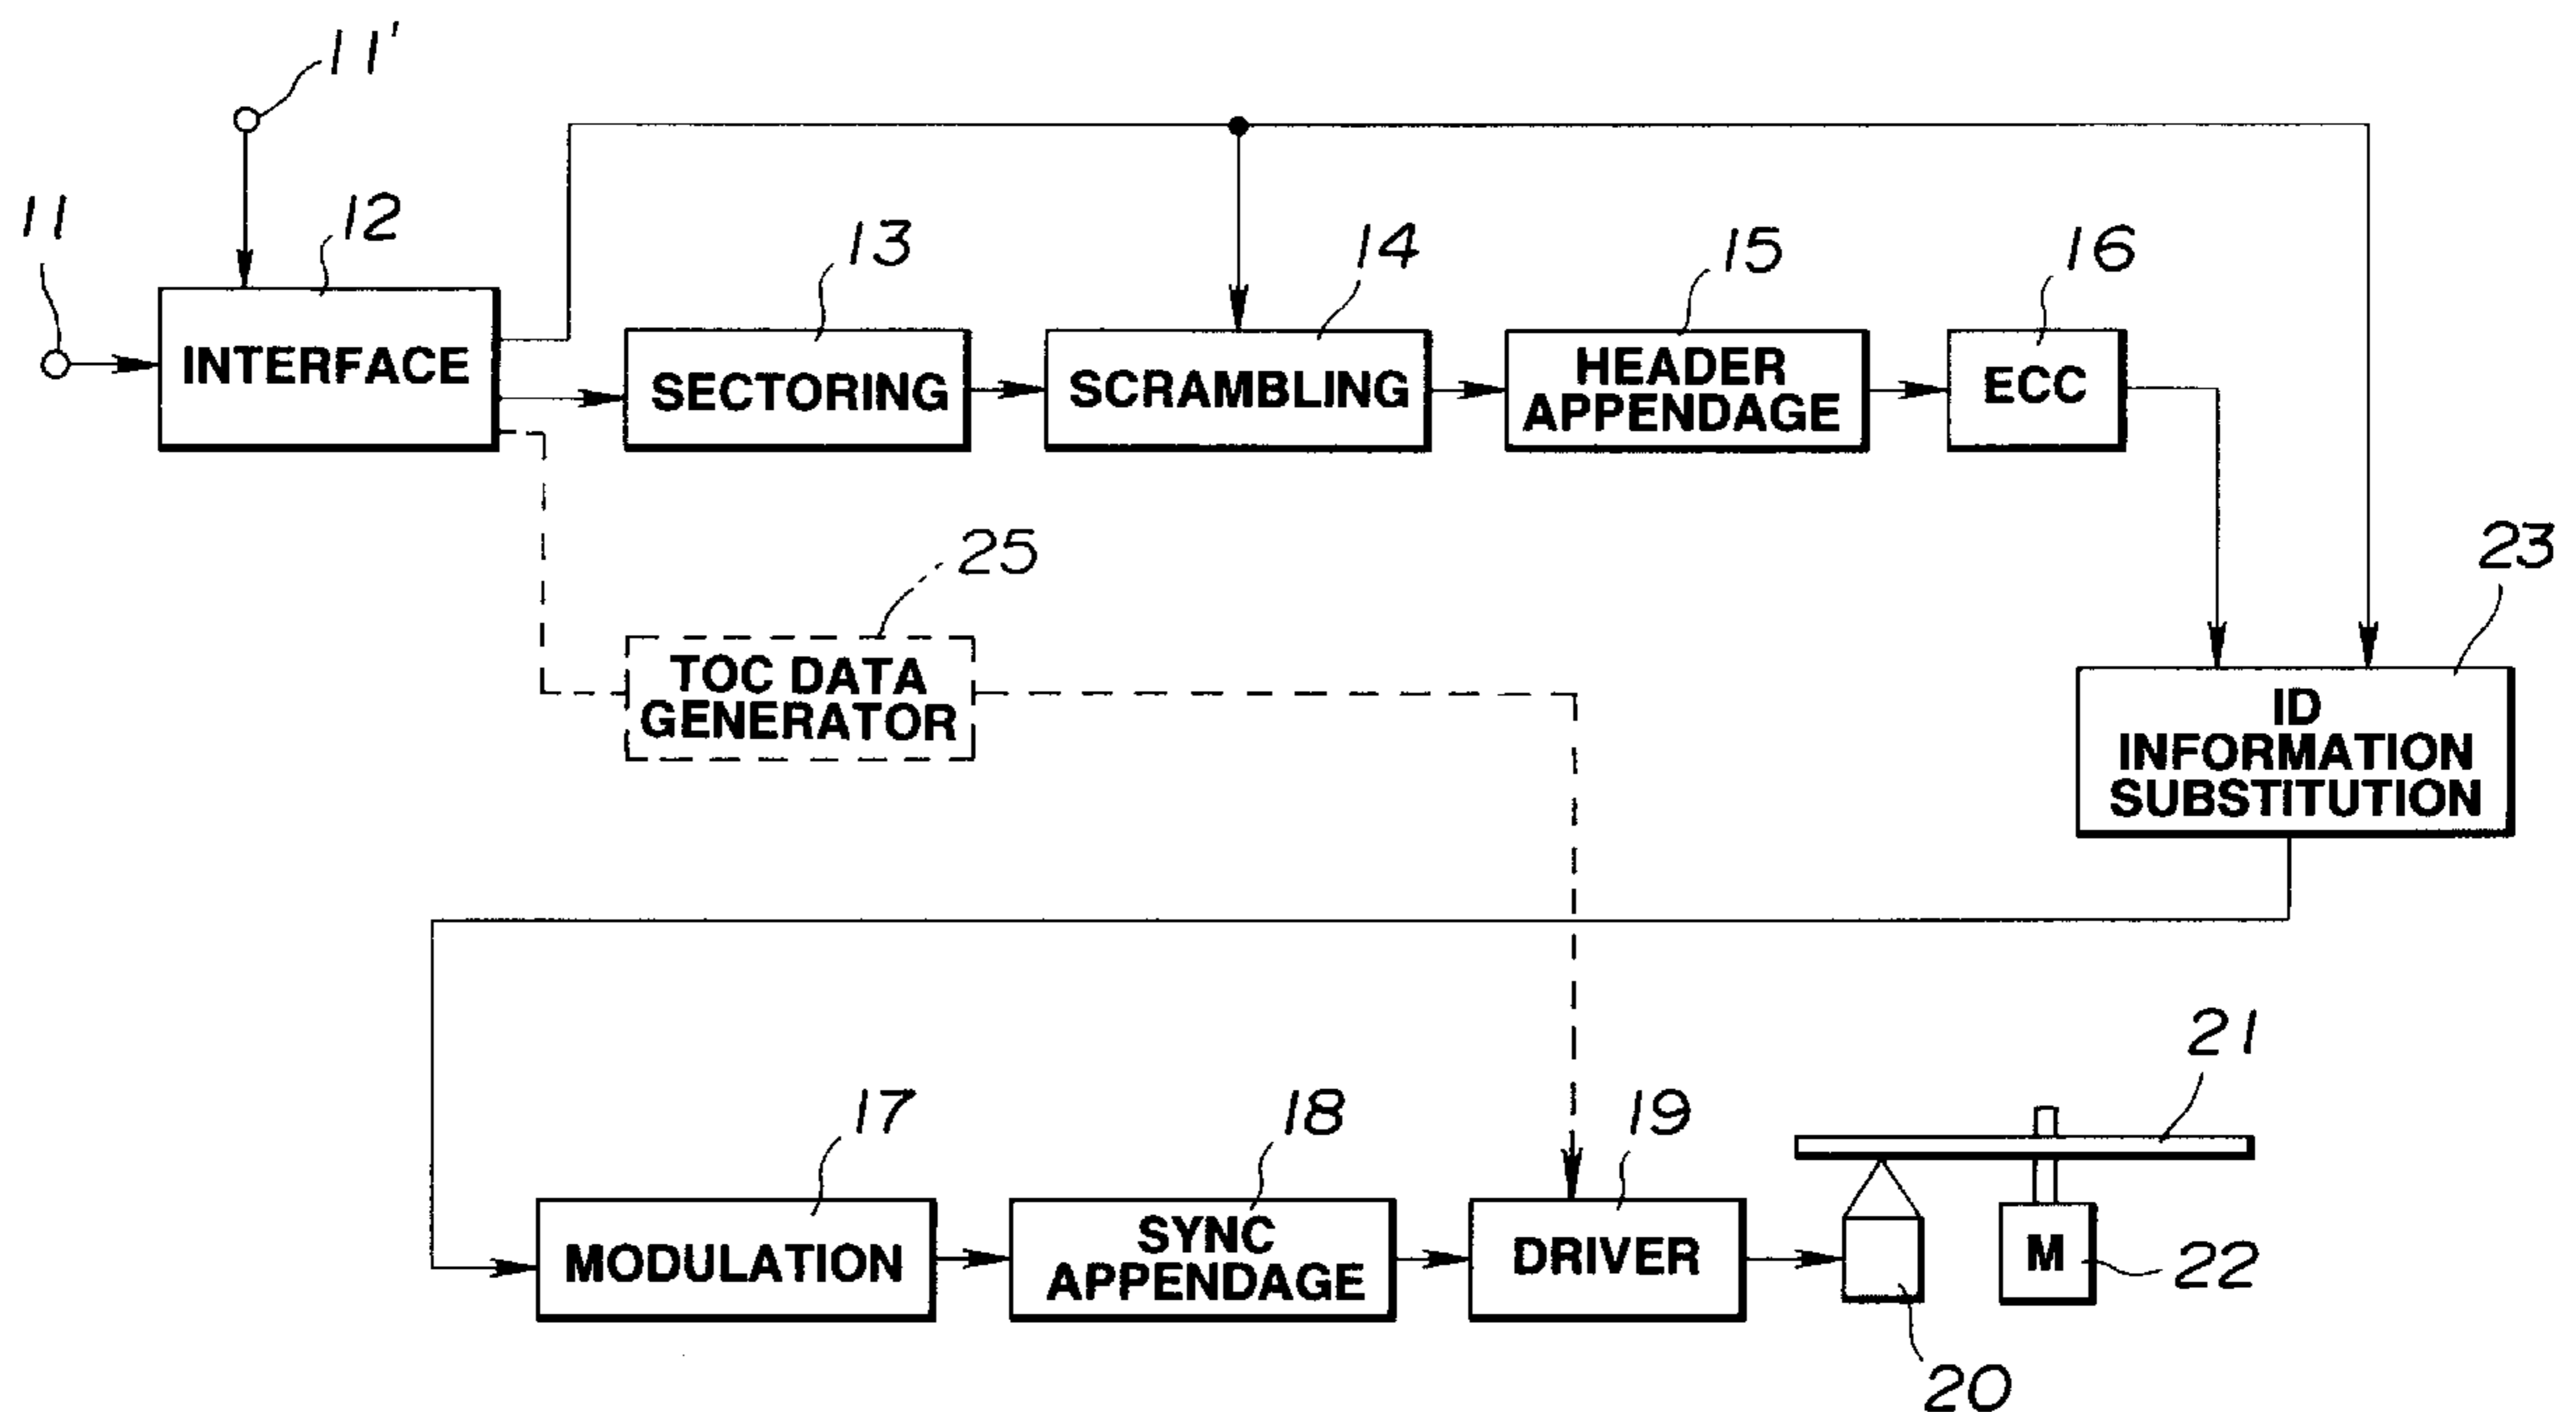 11'
11
12
13
14
15
16
INTERFACE
SECTORING
SCRAMBLING
HEADER
APPENDAGE
ECC
25
23
TOC DATA
GENERATOR
ID
INFORMATION
SUBSTITUTION
21
17
18
19
MODULATION
SYNC
APPENDAGE
DRIVER
M
22
20